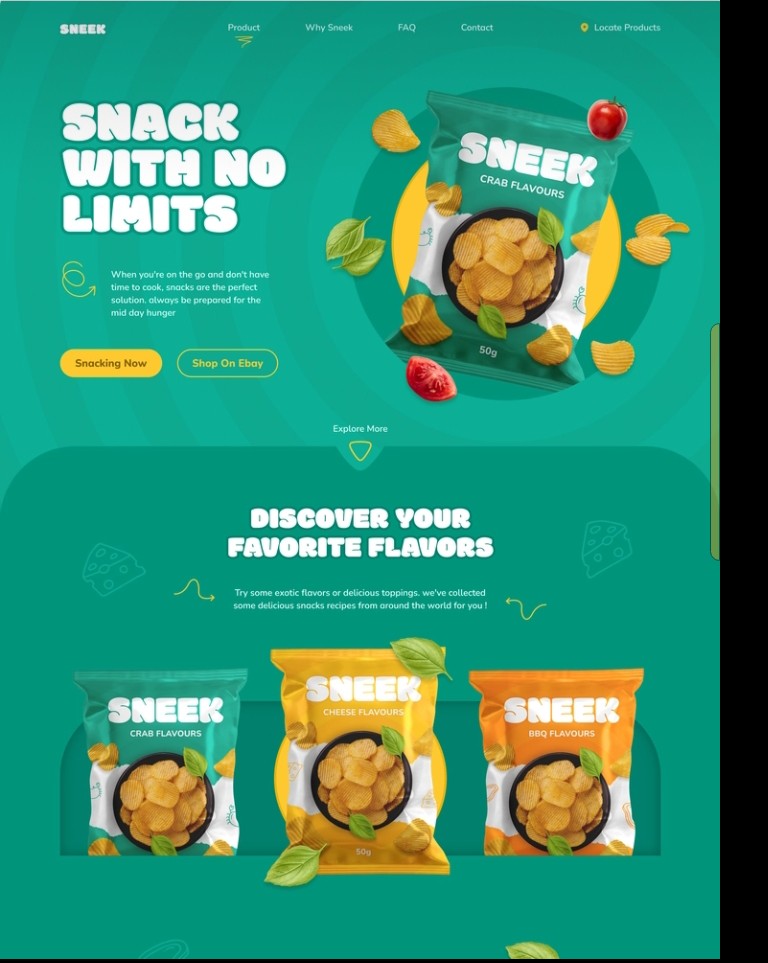 SNEEK
Product
Why Sneek
FAQ
Contact
Locate Products
SNACK
WITH NO
LIMITS
When you're on the go and don't have
time to cook, snacks are the perfect
solution. always be prepared for the
mid day hunger
Snacking Now
Shop On Ebay
SNEEK
CRAB FLAVOURS
50g
Explore More
DISCOVER YOUR
FAVORITE FLAVORS
Try some exotic flavors or delicious toppings. we've collected
some delicious snacks recipes from around the world for you !
SNEEK
CRAB FLAVOURS
SNEEK
CHEESE FLAVOURS
50g
SNEEK
BBQ FLAVOURS